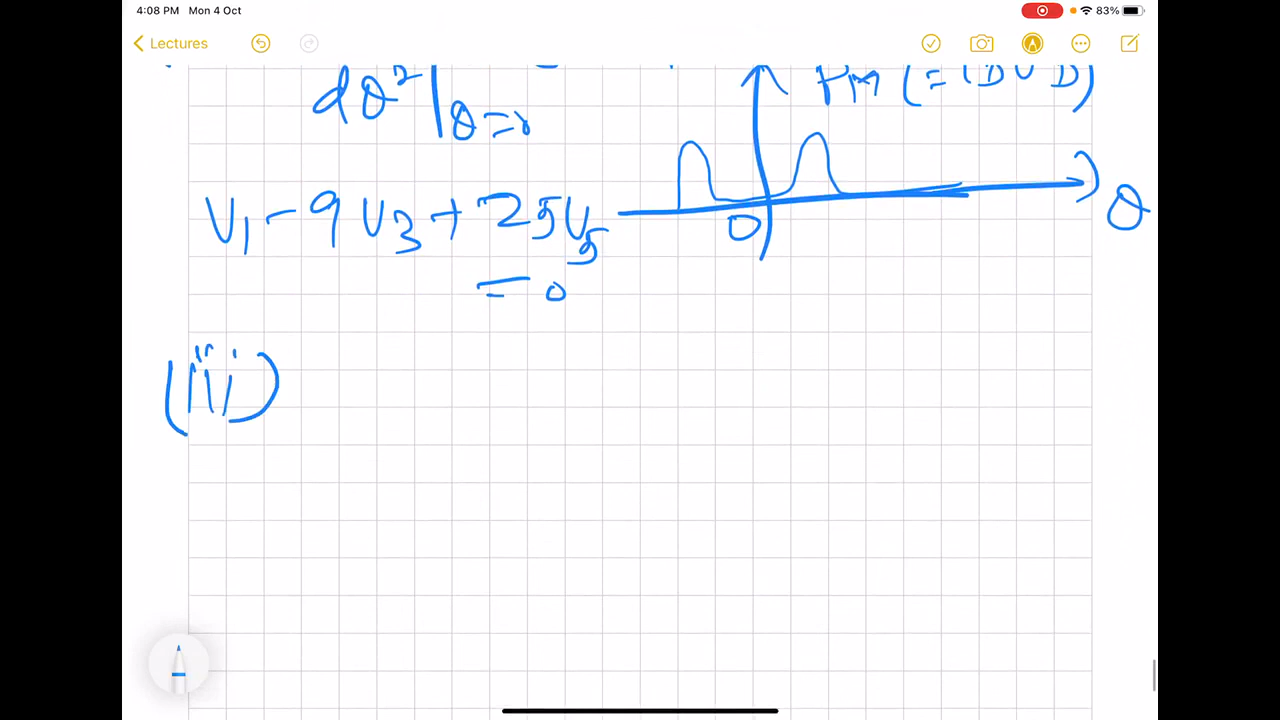 4:08 PM Mon 4 Oct 83%
Lectures
dθ² | θ=0
V₁ - 9V₃ + 25V₅
= 0
0
θ
(iii)